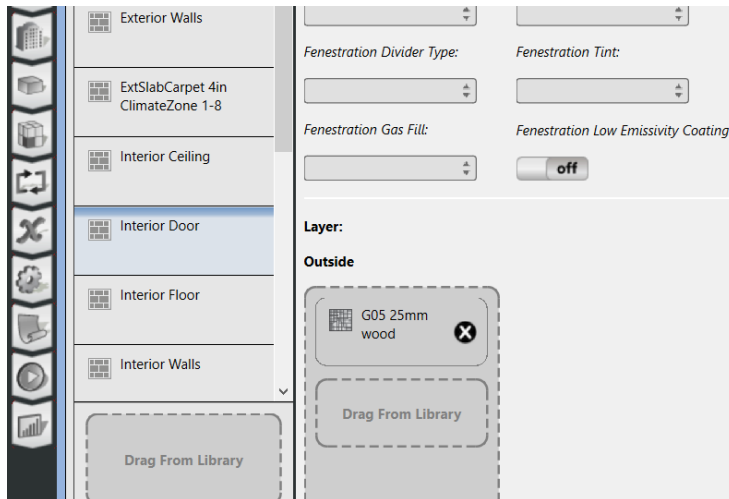 Exterior Walls
ExtSlabCarpet 4in
ClimateZone 1-8
Interior Ceiling
Interior Door
Interior Floor
Interior Walls
Drag From Library
Fenestration Divider Type:
Fenestration Tint:
Fenestration Gas Fill:
Fenestration Low Emissivity Coating
off
Layer:
Outside
G05 25mm
wood
Drag From Library